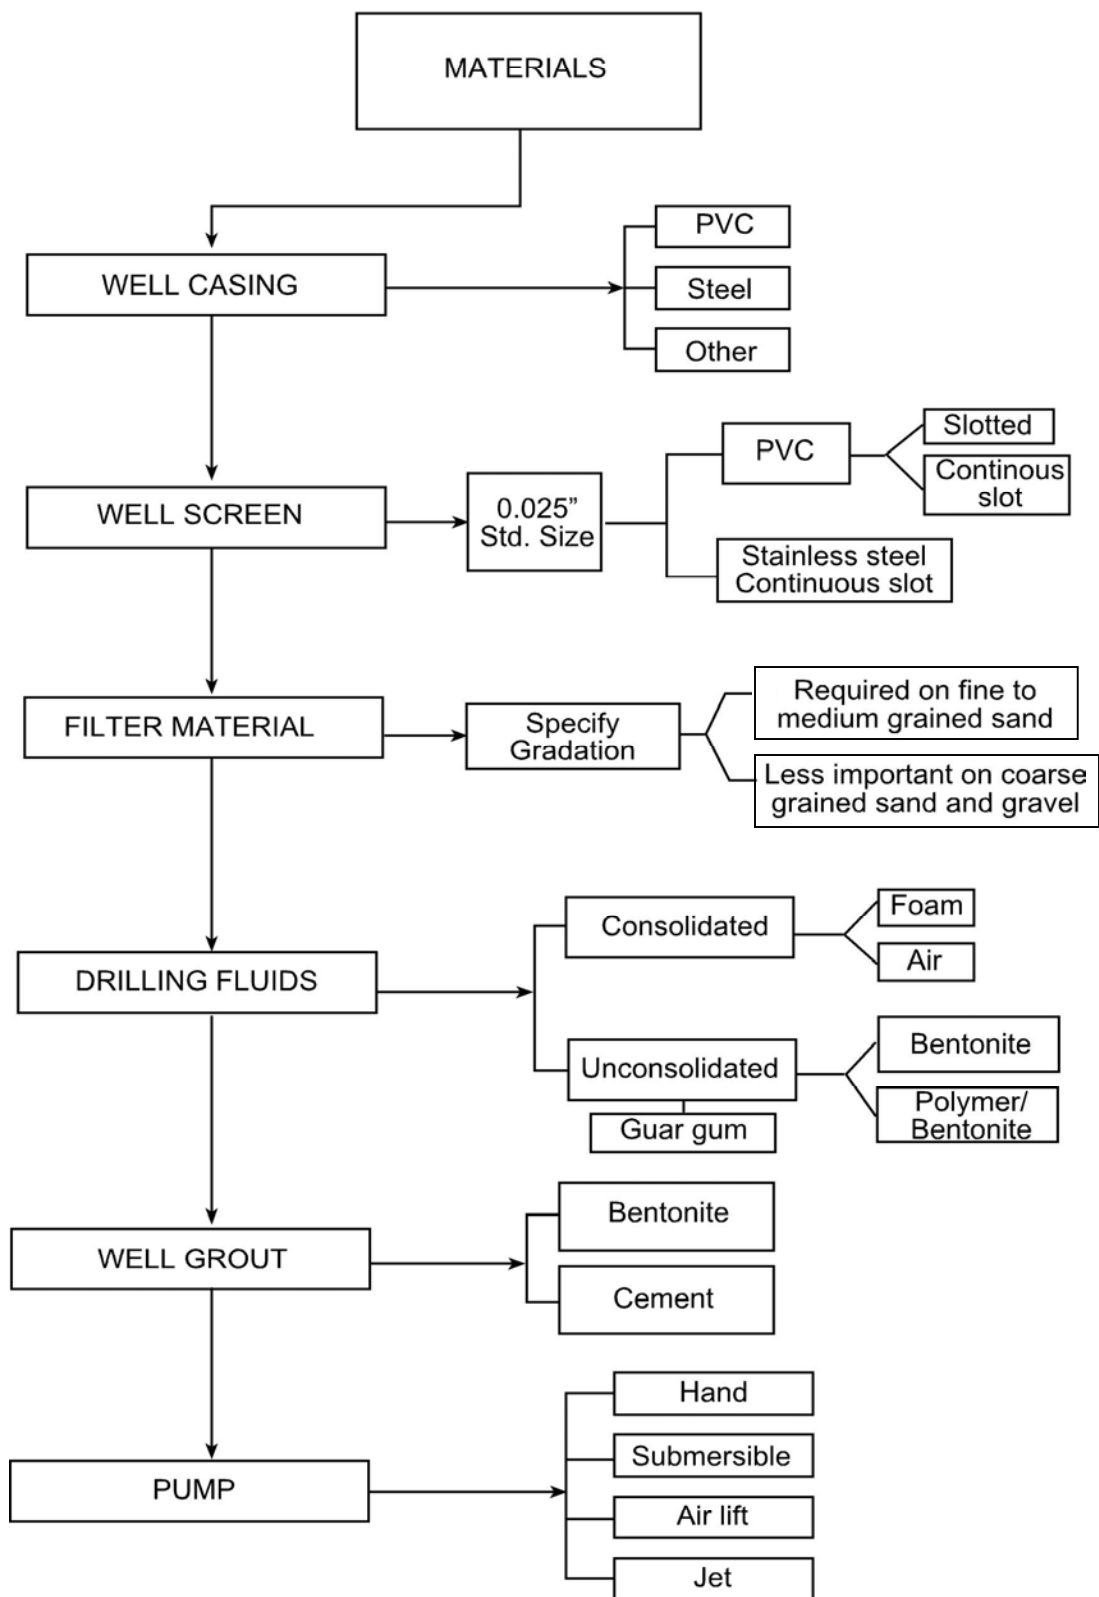 MATERIALS
WELL CASING
PVC
Steel
Other
WELL SCREEN
0.025”
Std. Size
PVC
Slotted
Continous
slot
Stainless steel
Continuous slot
FILTER MATERIAL
Specify
Gradation
Required on fine to
medium grained sand
Less important on coarse
grained sand and gravel
DRILLING FLUIDS
Consolidated
Foam
Air
Unconsolidated
Guar gum
Bentonite
Polymer/
Bentonite
WELL GROUT
Bentonite
Cement
PUMP
Hand
Submersible
Air lift
Jet